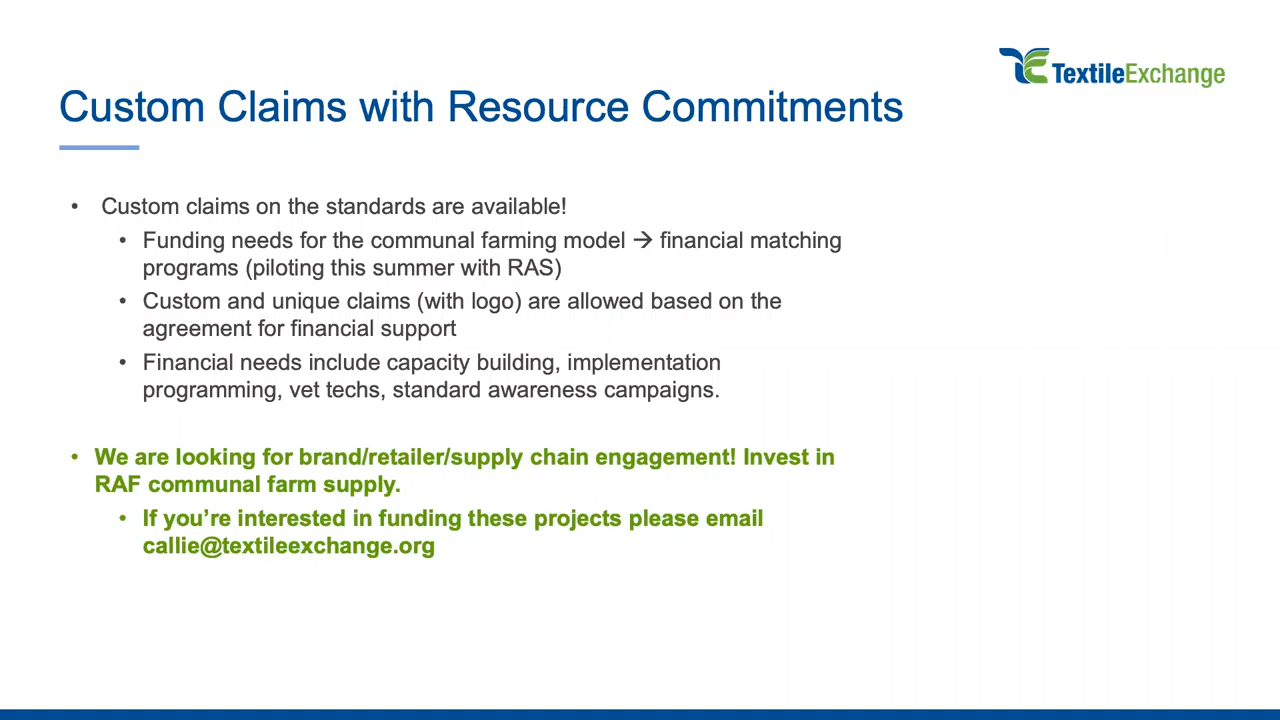 TextileExchange
Custom Claims with Resource Commitments
• Custom claims on the standards are available!
• Funding needs for the communal farming model → financial matching
programs (piloting this summer with RAS)
• Custom and unique claims (with logo) are allowed based on the
agreement for financial support
• Financial needs include capacity building, implementation
programming, vet techs, standard awareness campaigns.
• We are looking for brand/retailer/supply chain engagement! Invest in
RAF communal farm supply.
• If you’re interested in funding these projects please email
callie@textileexchange.org